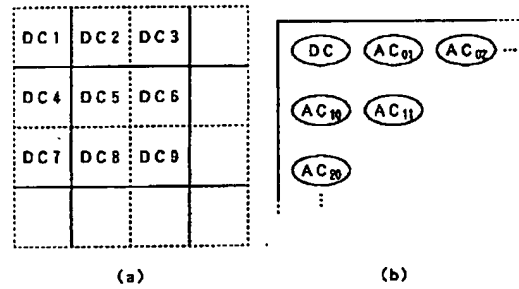 DC1 DC2 DC3
DC4 DC5 DC6
DC7 DC8 DC9
(a)
DC AC₀₁ AC₀₂ ···
AC₁₀ AC₁₁
AC₂₀
⋮
(b)